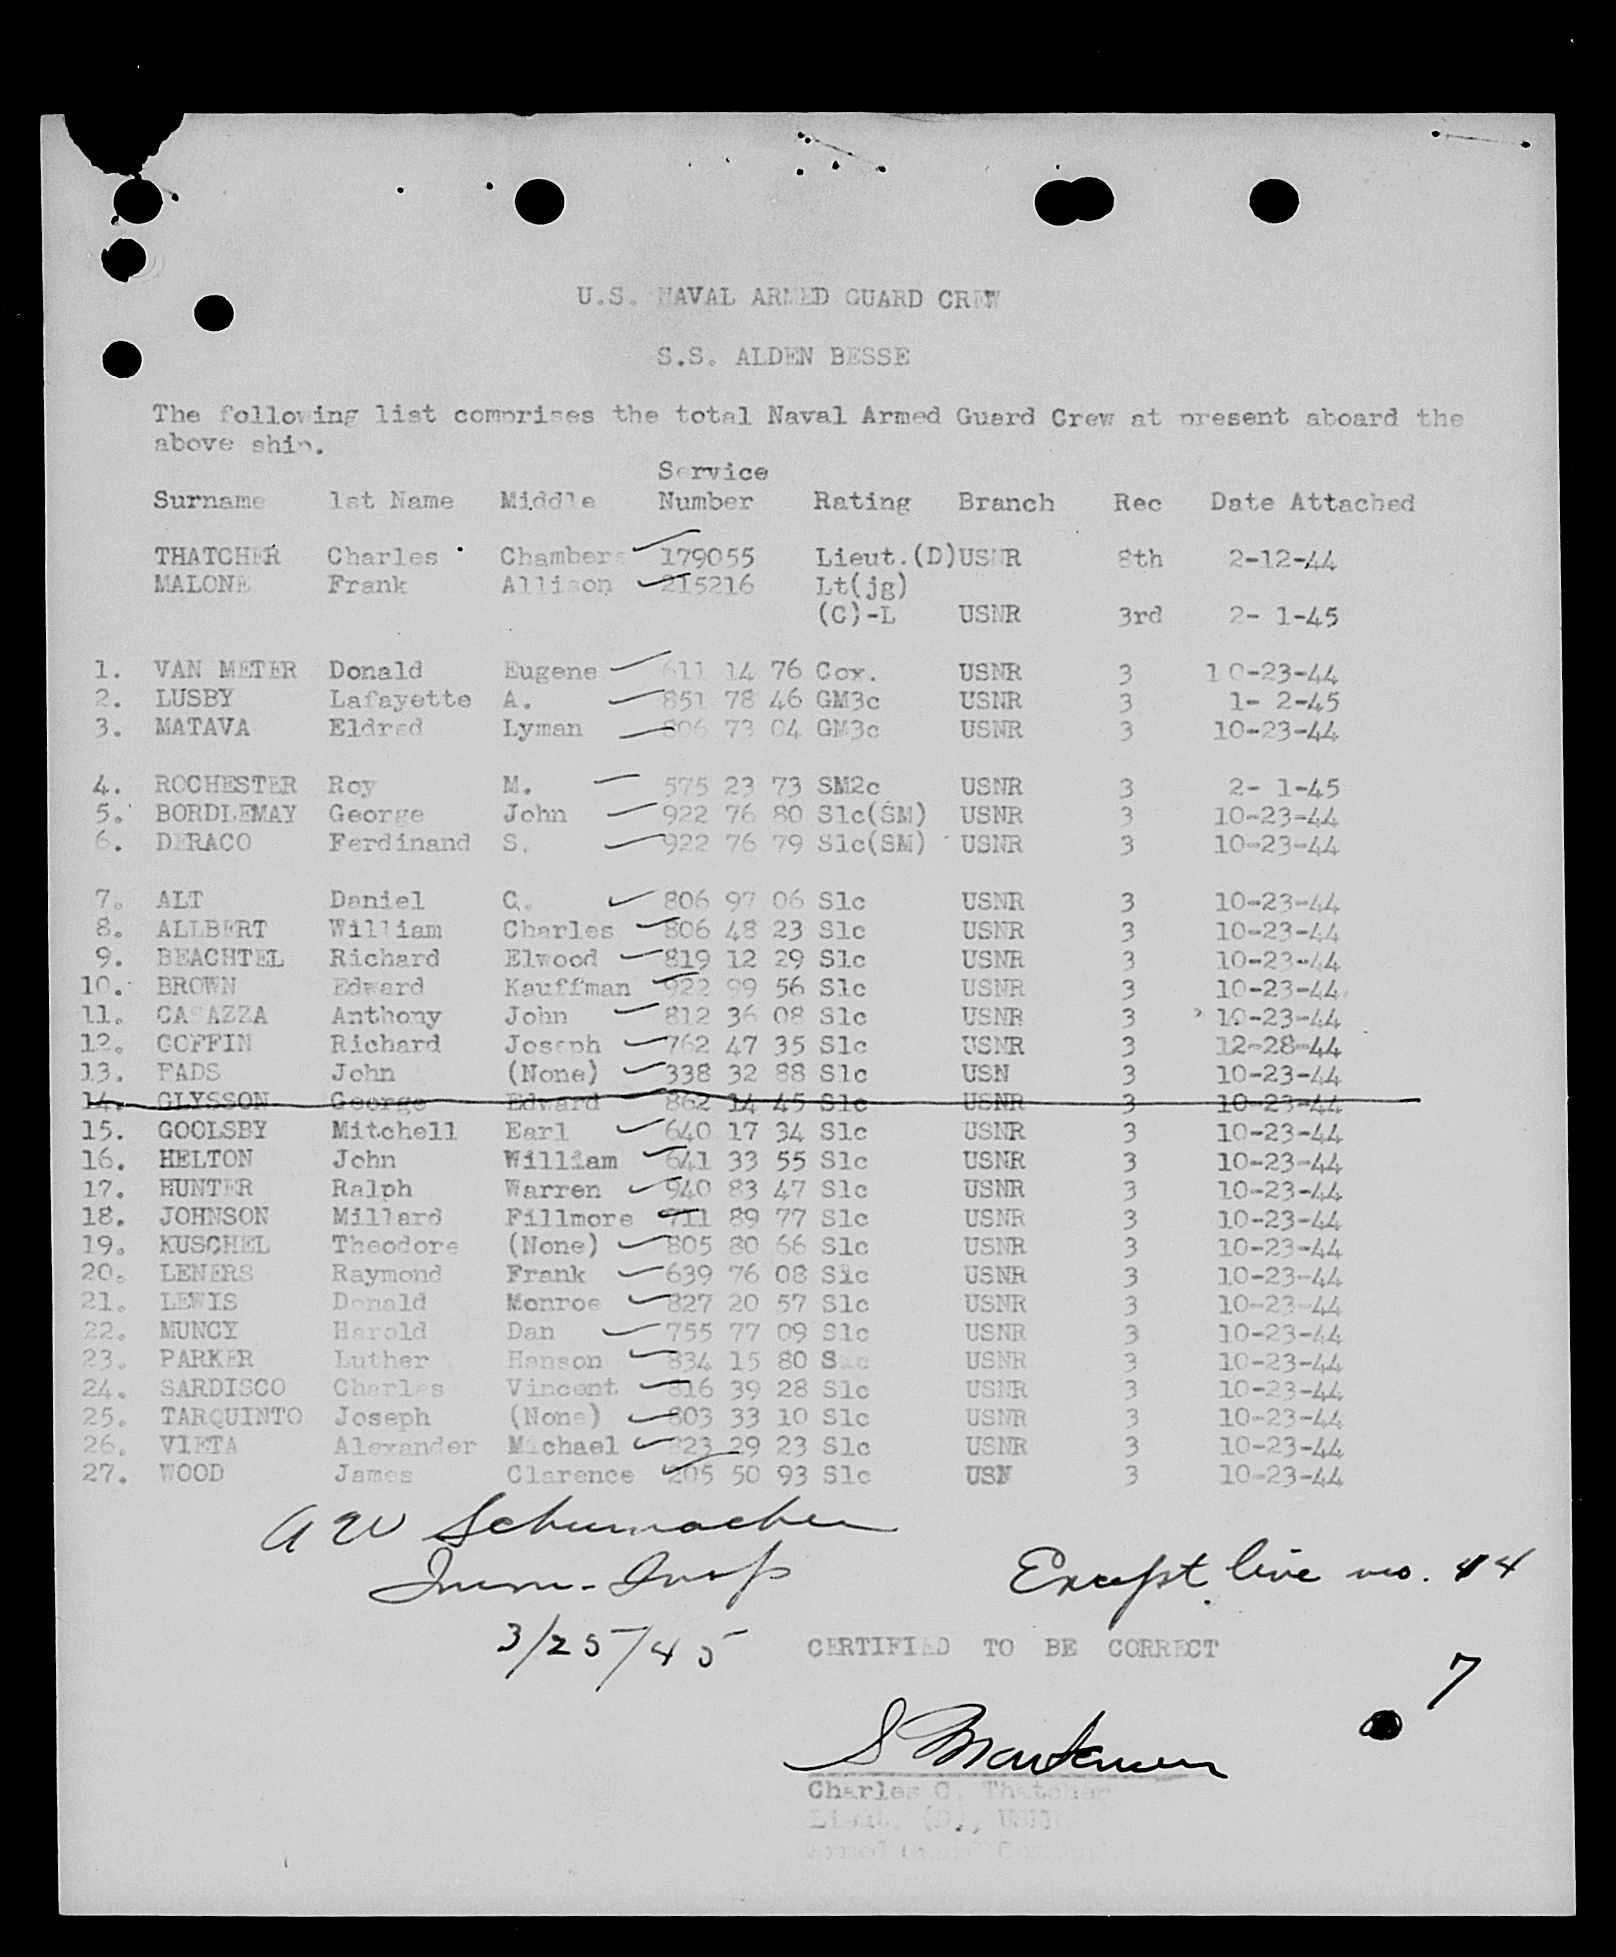 U.S. NAVAL ARMED GUARD CREW
S.S. ALDEN BESSE
The following list comprises the total Naval Armed Guard Crew at present aboard the
above ship.
Service
Surname 1st Name Middle Number Rating Branch Rec Date Attached
THATCHER Charles Chambers 179055 Lieut.(D) USNR 8th 2-12-44
MALONE Frank Allison 215216 Lt(jg)
(C)-L USNR 3rd 2- 1-45
1. VAN METER Donald Eugene 611 14 76 Cox. USNR 3 10-23-44
2. LUSBY Lafayette A. 851 78 46 GM3c USNR 3 1- 2-45
3. MATAVA Eldred Lyman 806 73 04 GM3c USNR 3 10-23-44
4. ROCHESTER Roy M. 575 23 73 SM2c USNR 3 2- 1-45
5. BORDLEMAY George John 922 76 80 S1c(SM) USNR 3 10-23-44
6. DERACO Ferdinand S. 922 76 79 S1c(SM) USNR 3 10-23-44
7. ALT Daniel C. 806 97 06 S1c USNR 3 10-23-44
8. ALLBERT William Charles 806 48 23 S1c USNR 3 10-23-44
9. BEACHTEL Richard Elwood 819 12 29 S1c USNR 3 10-23-44
10. BROWN Edward Kauffman 922 99 56 S1c USNR 3 10-23-44
11. CASAZZA Anthony John 812 36 08 S1c USNR 3 10-23-44
12. COFFIN Richard Joseph 762 47 35 S1c USNR 3 12-28-44
13. EADS John (None) 338 32 88 S1c USN 3 10-23-44
14. GLYSSON George Edward 862 14 45 S1c USNR 3 10-23-44
15. GOOLSBY Mitchell Earl 640 17 34 S1c USNR 3 10-23-44
16. HELTON John William 641 33 55 S1c USNR 3 10-23-44
17. HUNTER Ralph Warren 940 83 47 S1c USNR 3 10-23-44
18. JOHNSON Millard Fillmore 711 89 77 S1c USNR 3 10-23-44
19. KUSCHEL Theodore (None) 805 80 66 S1c USNR 3 10-23-44
20. LENERS Raymond Frank 639 76 08 S1c USNR 3 10-23-44
21. LEWIS Donald Monroe 827 20 57 S1c USNR 3 10-23-44
22. MUNCY Harold Dan 755 77 09 S1c USNR 3 10-23-44
23. PARKER Luther Hanson 834 15 80 S1c USNR 3 10-23-44
24. SARDISCO Charles Vincent 816 39 28 S1c USNR 3 10-23-44
25. TARQUINTO Joseph (None) 803 33 10 S1c USNR 3 10-23-44
26. VIETA Alexander Michael 823 29 23 S1c USNR 3 10-23-44
27. WOOD James Clarence 205 50 93 S1c USN 3 10-23-44
A W Schumacher
Imm. Insp
Except line no. 14
3/25/45
CERTIFIED TO BE CORRECT
7
Charles C. Thatcher
Lieut. (D), USNR
Armed Guard